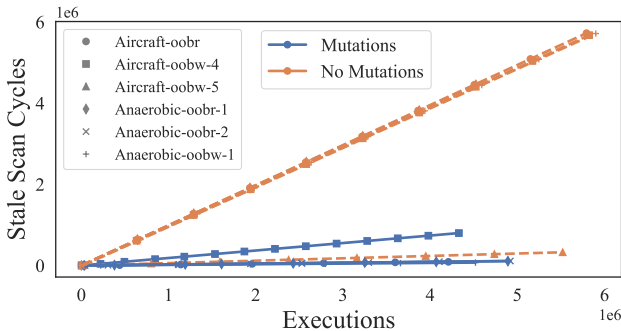 1e6
6
4
2
0
Stale Scan Cycles
Aircraft-oobr
Aircraft-oobw-4
Aircraft-oobw-5
Anaerobic-oobr-1
Anaerobic-oobr-2
Anaerobic-oobw-1
Mutations
No Mutations
0 1 2 3 4 5 6
1e6
Executions